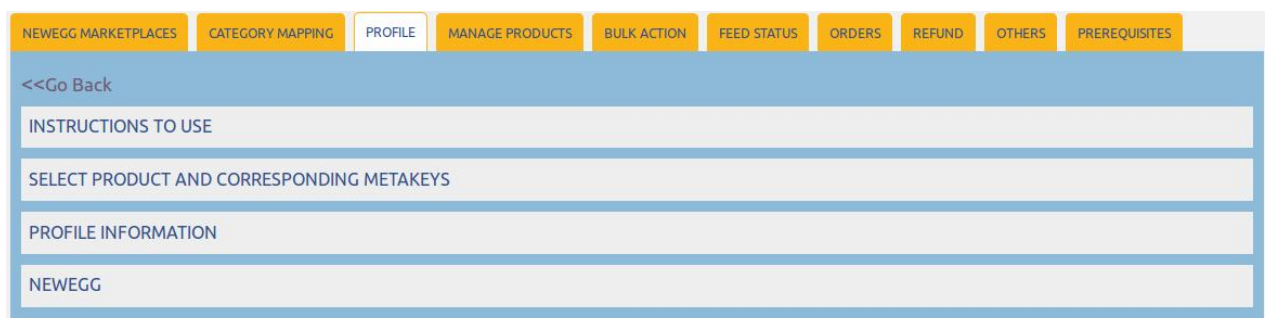 NEWEGG MARKETPLACES CATEGORY MAPPING PROFILE MANAGE PRODUCTS BULK ACTION FEED STATUS ORDERS REFUND OTHERS PREREQUISITES
<<Go Back
INSTRUCTIONS TO USE
SELECT PRODUCT AND CORRESPONDING METAKEYS
PROFILE INFORMATION
NEWEGG